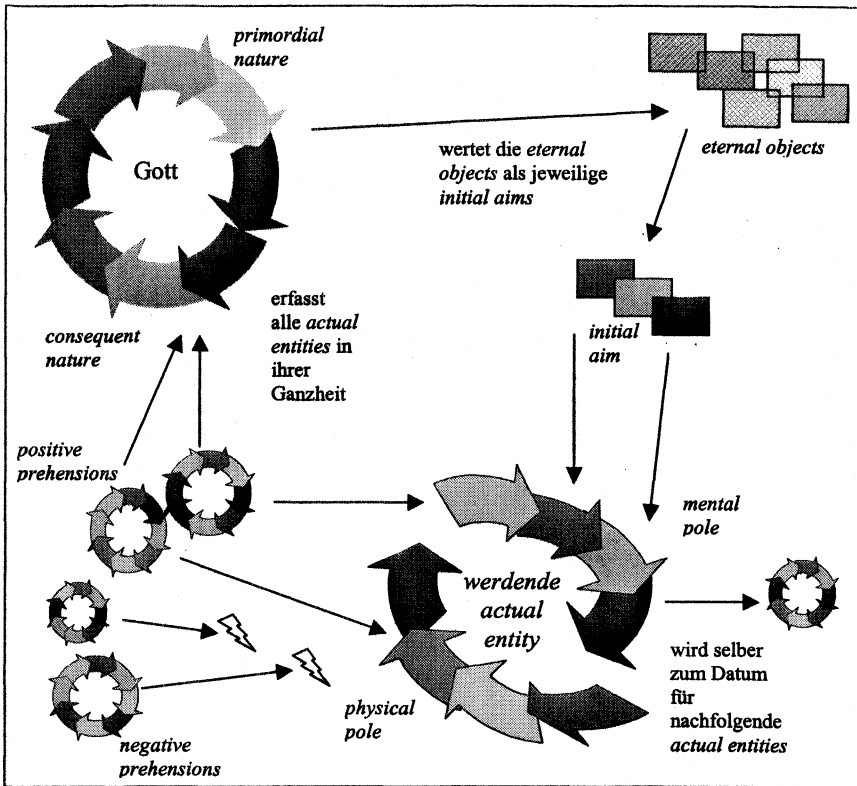 primordial
nature
Gott
eternal objects
wertet die eternal
objects als jeweilige
initial aims
consequent
nature
erfasst
alle actual
entities in
ihrer
Ganzheit
initial
aim
positive
prehensions
mental
pole
werdende
actual
entity
physical
pole
wird selber
zum Datum
für
nachfolgende
actual entities
negative
prehensions